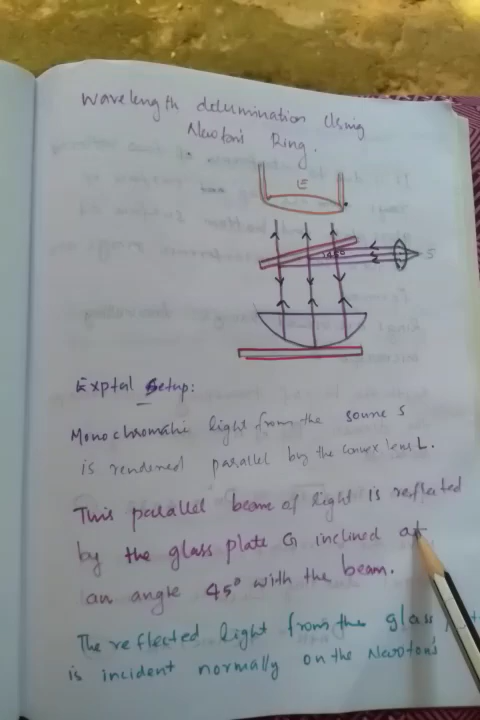 Wavelength determination Using
Newton's Ring.
E
45°
S
Exptal Setup:
Monochromatic light from the source S
is rendered parallel by the convex lens L.
This parallel beam of light is reflected
by the glass plate G inclined at
an angle 45° with the beam.
The reflected light from the glass
is incident normally on the Newton's